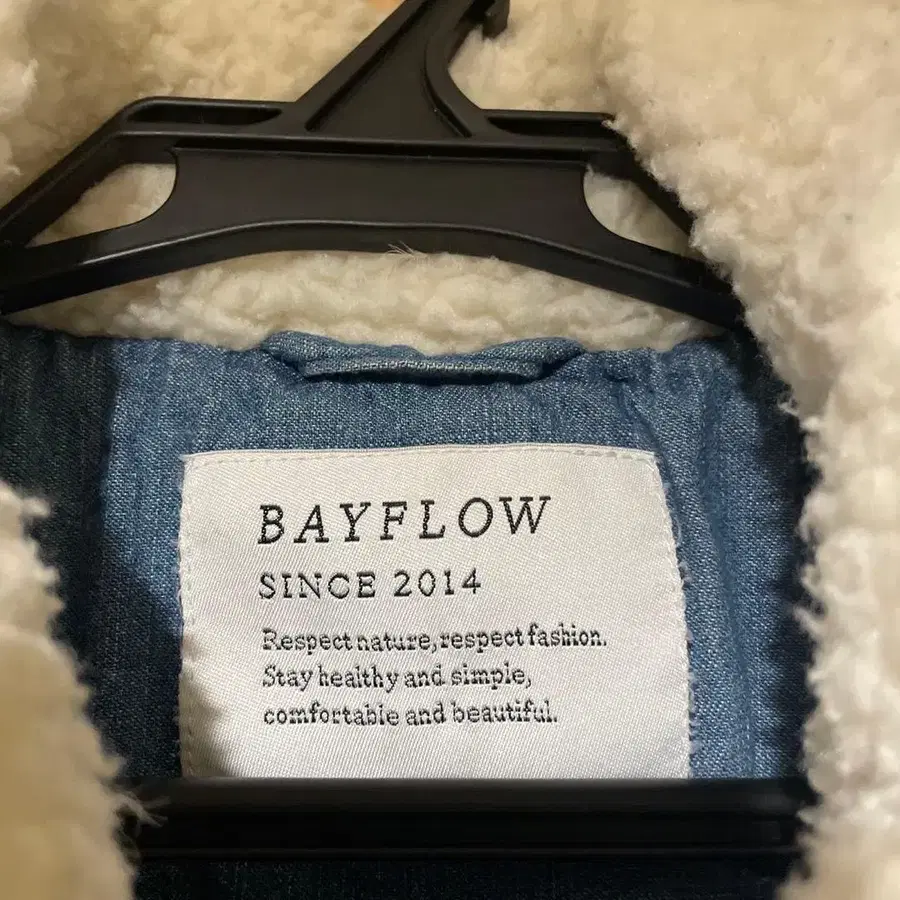 BAYFLOW
SINCE 2014
Respect nature, respect fashion.
Stay healthy and simple,
comfortable and beautiful.